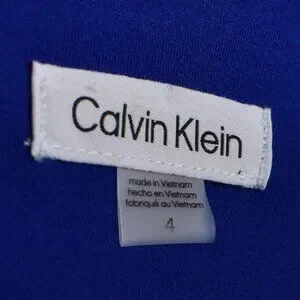 Calvin Klein
made in Vietnam
hecho en Vietnam
fabriqué au Vietnam
4